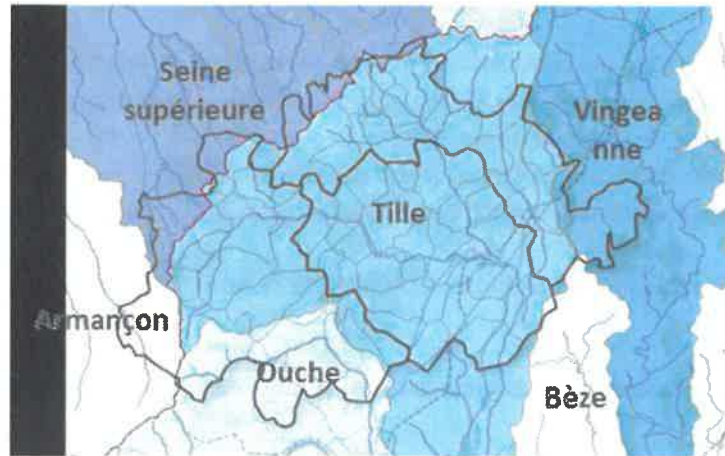 Seine
supérieure
Vingea
nne
Tille
Armançon
Ouche
Bèze